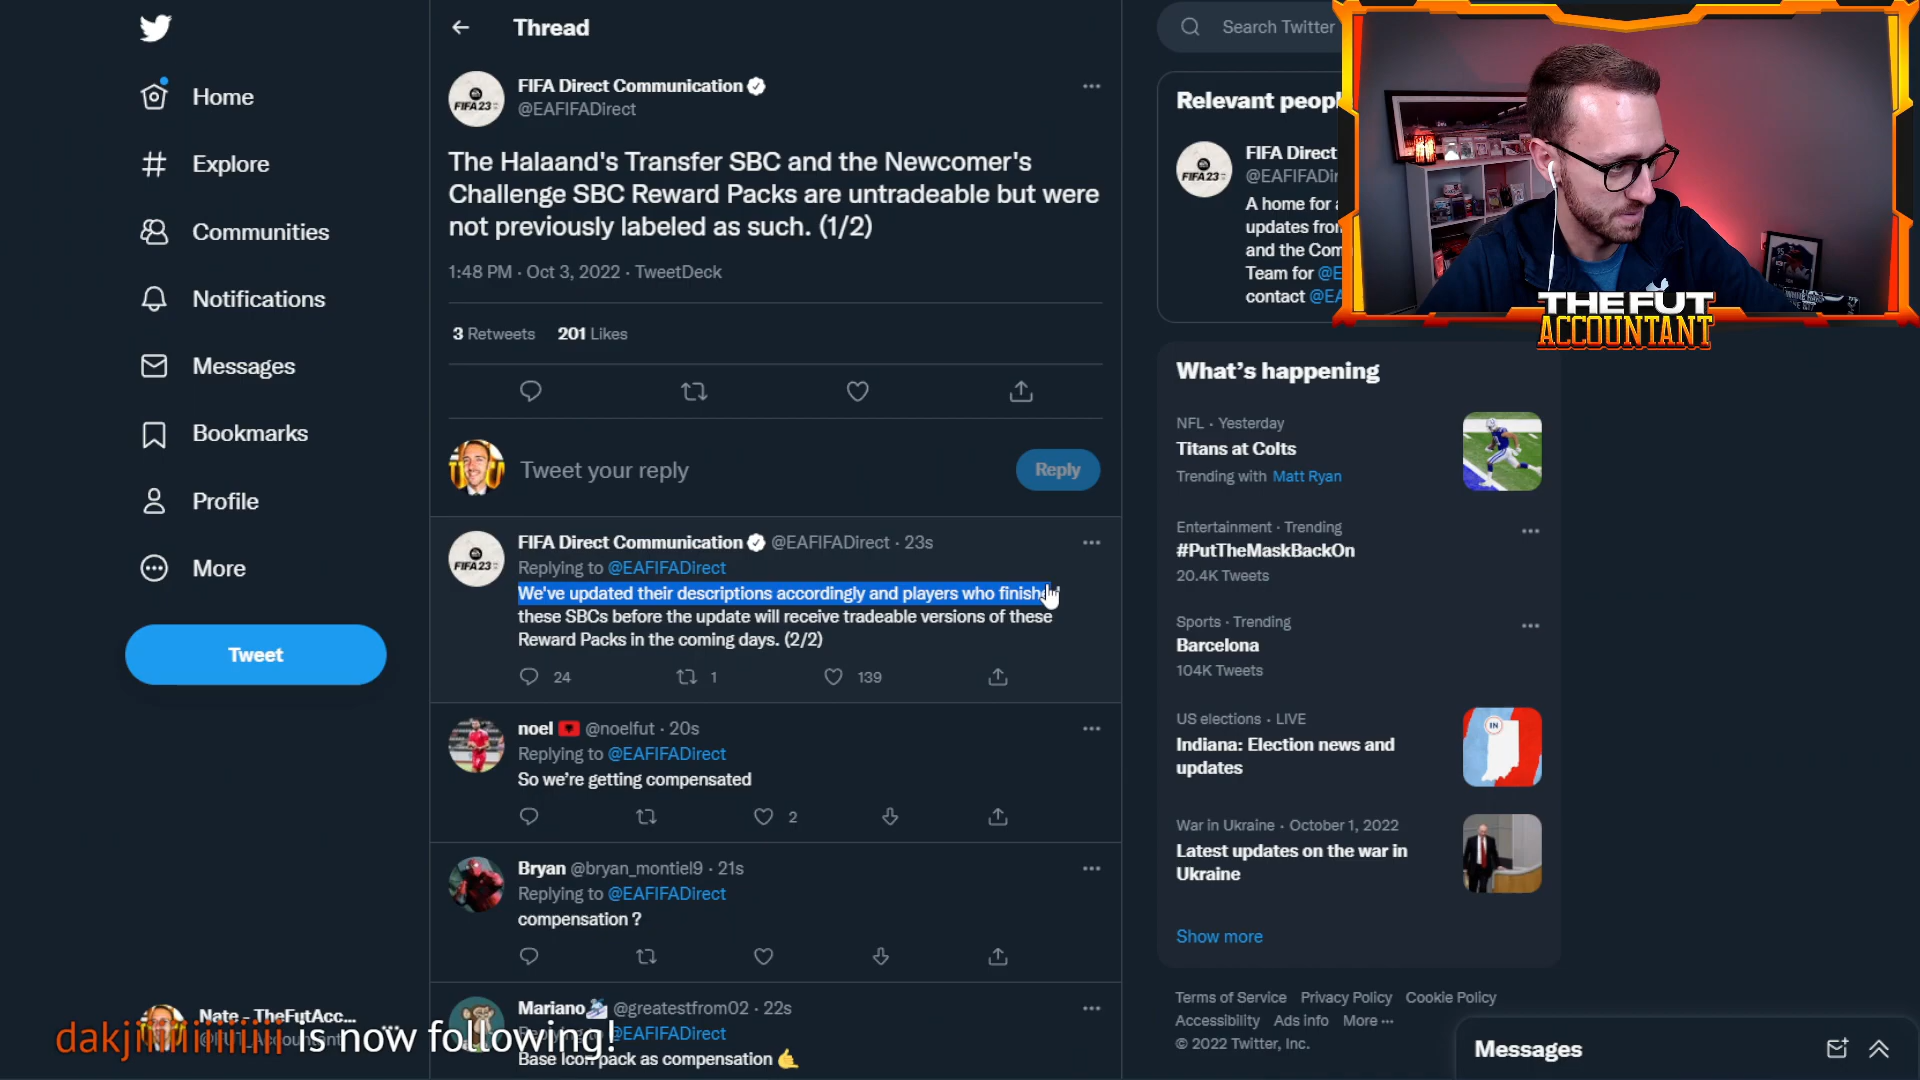 Thread
Search Twitter
Home
Explore
Communities
Notifications
Messages
Bookmarks
Profile
More
Tweet
FIFA Direct Communication
@EAFIFADirect
The Halaand's Transfer SBC and the Newcomer's
Challenge SBC Reward Packs are untradeable but were
not previously labeled as such. (1/2)
1:48 PM · Oct 3, 2022 · TweetDeck
3 Retweets 201 Likes
Tweet your reply
Reply
FIFA Direct Communication @EAFIFADirect · 23s
Replying to @EAFIFADirect
We've updated their descriptions accordingly and players who finish
these SBCs before the update will receive tradeable versions of these
Reward Packs in the coming days. (2/2)
24 1 139
noel @noelfut · 20s
Replying to @EAFIFADirect
So we're getting compensated
2
Bryan @bryan_montiel9 · 21s
Replying to @EAFIFADirect
compensation ?
Mariano @greatestfrom02 · 22s
@EAFIFADirect
Base Icon pack as compensation
Nate - TheFutAcc...
is now following!
FIFA 23
FIFA 23
Relevant
FIFA 23
FIFA Direct
A home for
updates
and the
Team for
contact
THE FUT
ACCOUNTANT
What's happening
NFL · Yesterday
Titans at Colts
Trending with Matt Ryan
Entertainment · Trending
#PutTheMaskBackOn
20.4K Tweets
Sports · Trending
Barcelona
104K Tweets
US elections · LIVE
Indiana: Election news and
updates
IN
War in Ukraine · October 1, 2022
Latest updates on the war in
Ukraine
Show more
Terms of Service Privacy Policy Cookie Policy
Accessibility Ads info More ···
© 2022 Twitter, Inc.
Messages